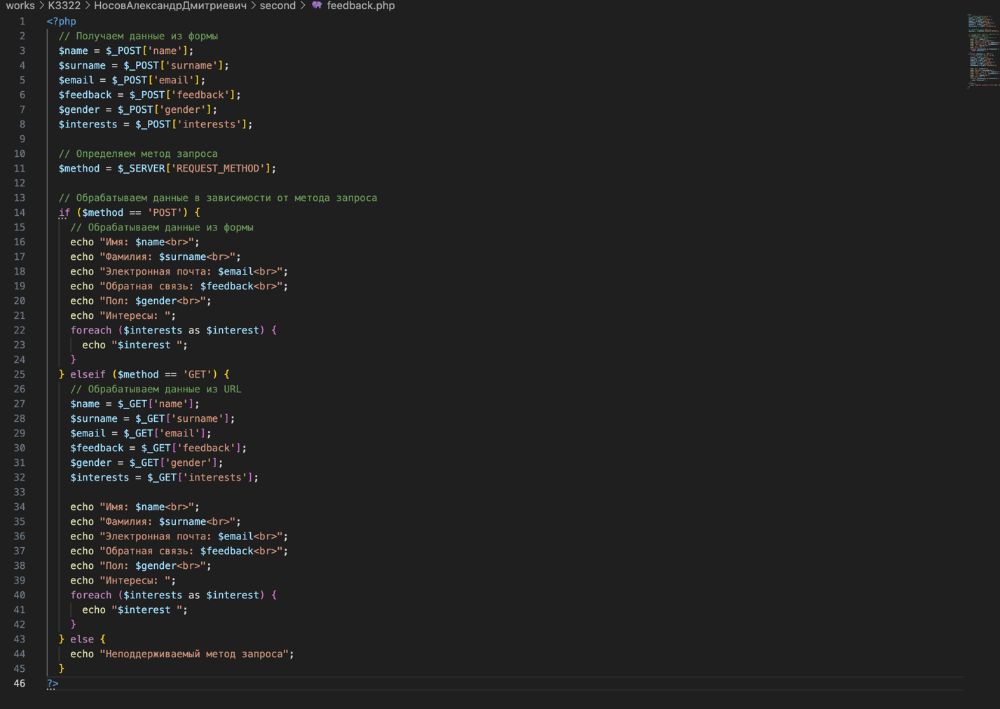 works > K3322 > НосовАлександрДмитриевич > second > feedback.php
1 <?php
2 // Получаем данные из формы
3 $name = $_POST['name'];
4 $surname = $_POST['surname'];
5 $email = $_POST['email'];
6 $feedback = $_POST['feedback'];
7 $gender = $_POST['gender'];
8 $interests = $_POST['interests'];
9
10 // Определяем метод запроса
11 $method = $_SERVER['REQUEST_METHOD'];
12
13 // Обрабатываем данные в зависимости от метода запроса
14 if ($method == 'POST') {
15 // Обрабатываем данные из формы
16 echo "Имя: $name<br>";
17 echo "Фамилия: $surname<br>";
18 echo "Электронная почта: $email<br>";
19 echo "Обратная связь: $feedback<br>";
20 echo "Пол: $gender<br>";
21 echo "Интересы: ";
22 foreach ($interests as $interest) {
23 echo "$interest ";
24 }
25 } elseif ($method == 'GET') {
26 // Обрабатываем данные из URL
27 $name = $_GET['name'];
28 $surname = $_GET['surname'];
29 $email = $_GET['email'];
30 $feedback = $_GET['feedback'];
31 $gender = $_GET['gender'];
32 $interests = $_GET['interests'];
33
34 echo "Имя: $name<br>";
35 echo "Фамилия: $surname<br>";
36 echo "Электронная почта: $email<br>";
37 echo "Обратная связь: $feedback<br>";
38 echo "Пол: $gender<br>";
39 echo "Интересы: ";
40 foreach ($interests as $interest) {
41 echo "$interest ";
42 }
43 } else {
44 echo "Неподдерживаемый метод запроса";
45 }
46 ?>